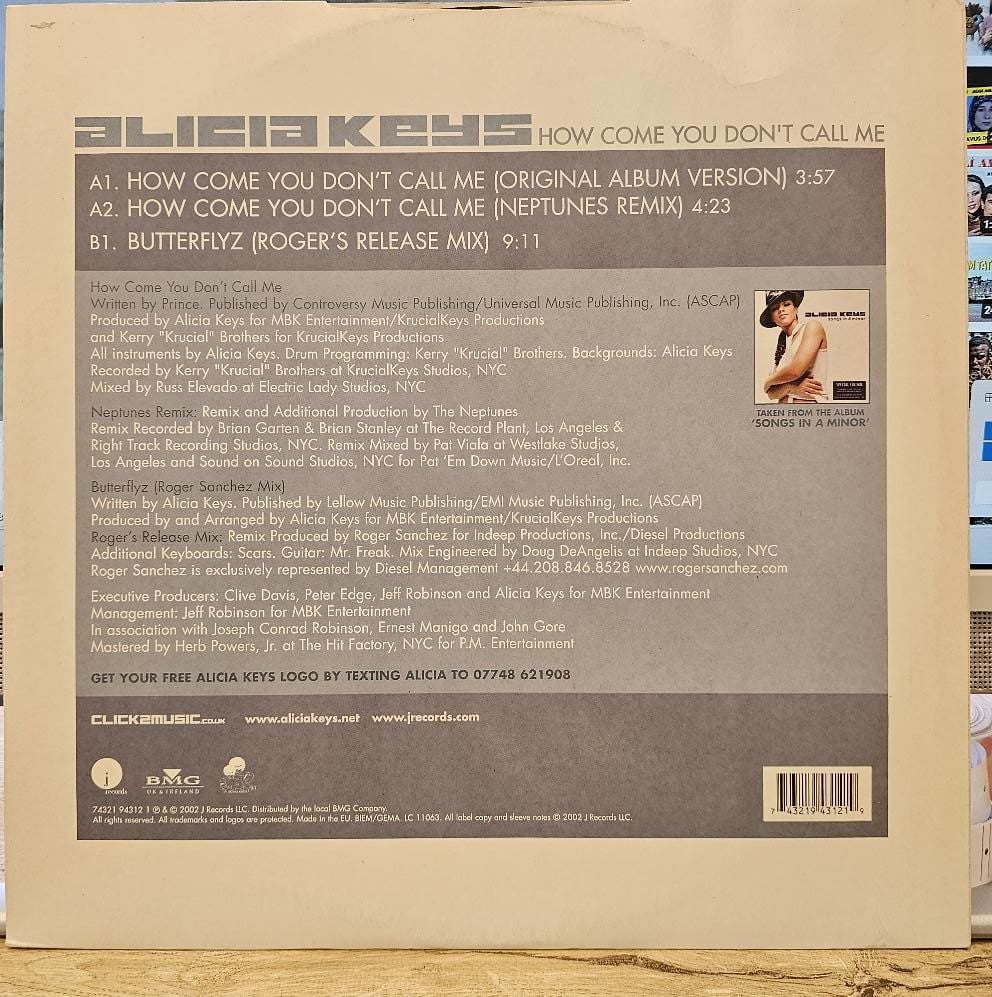 aLICIa KeYS HOW COME YOU DON'T CALL ME
A1. HOW COME YOU DON'T CALL ME (ORIGINAL ALBUM VERSION) 3:57
A2. HOW COME YOU DON'T CALL ME (NEPTUNES REMIX) 4:23
B1. BUTTERFLYZ (ROGER'S RELEASE MIX) 9:11
How Come You Don't Call Me
Written by Prince. Published by Controversy Music Publishing/Universal Music Publishing, Inc. (ASCAP)
Produced by Alicia Keys for MBK Entertainment/KrucialKeys Productions
and Kerry "Krucial" Brothers for KrucialKeys Productions
All instruments by Alicia Keys. Drum Programming: Kerry "Krucial" Brothers. Backgrounds: Alicia Keys
Recorded by Kerry "Krucial" Brothers at KrucialKeys Studios, NYC
Mixed by Russ Elevado at Electric Lady Studios, NYC
aLICIa KeYS
Songs in A minor
TAKEN FROM THE ALBUM
'SONGS IN A MINOR'
Neptunes Remix: Remix and Additional Production by The Neptunes
Remix Recorded by Brian Garten & Brian Stanley at The Record Plant, Los Angeles &
Right Track Recording Studios, NYC. Remix Mixed by Pat Viala at Westlake Studios,
Los Angeles and Sound on Sound Studios, NYC for Pat 'Em Down Music/L'Oreal, Inc.
Butterflyz (Roger Sanchez Mix)
Written by Alicia Keys. Published by Lellow Music Publishing/EMI Music Publishing, Inc. (ASCAP)
Produced by and Arranged by Alicia Keys for MBK Entertainment/KrucialKeys Productions
Roger's Release Mix: Remix Produced by Roger Sanchez for Indeep Productions, Inc./Diesel Productions
Additional Keyboards: Scars. Guitar: Mr. Freak. Mix Engineered by Doug DeAngelis at Indeep Studios, NYC
Roger Sanchez is exclusively represented by Diesel Management +44.208.846.8528 www.rogersanchez.com
Executive Producers: Clive Davis, Peter Edge, Jeff Robinson and Alicia Keys for MBK Entertainment
Management: Jeff Robinson for MBK Entertainment
In association with Joseph Conrad Robinson, Ernest Manigo and John Gore
Mastered by Herb Powers, Jr. at The Hit Factory, NYC for P.M. Entertainment
GET YOUR FREE ALICIA KEYS LOGO BY TEXTING ALICIA TO 07748 621908
CLICK2MUSIC.CO.UK www.aliciakeys.net www.jrecords.com
j records BMG UK & IRELAND
74321 94312 1 ℗ & © 2002 J Records LLC. Distributed by the local BMG Company.
All rights reserved. All trademarks and logos are protected. Made in the EU. BIEM/GEMA. LC 11063. All label copy and sleeve notes © 2002 J Records LLC.
7 43219 43121 9